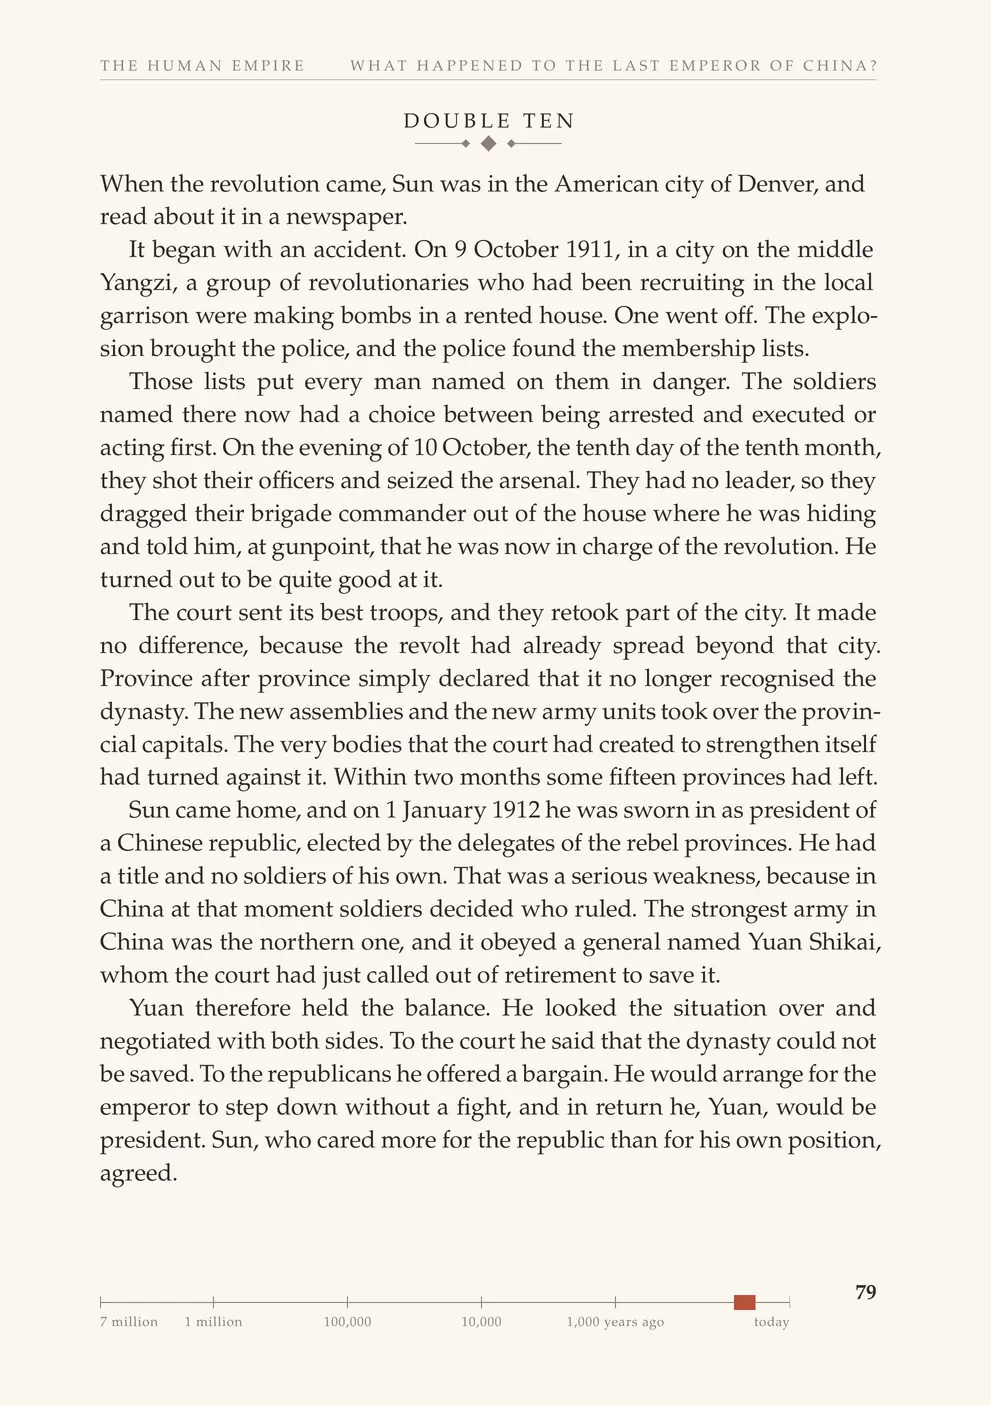 THE HUMAN EMPIRE WHAT HAPPENED TO THE LAST EMPEROR OF CHINA?
DOUBLE TEN
When the revolution came, Sun was in the American city of Denver, and
read about it in a newspaper.
It began with an accident. On 9 October 1911, in a city on the middle
Yangzi, a group of revolutionaries who had been recruiting in the local
garrison were making bombs in a rented house. One went off. The explo-
sion brought the police, and the police found the membership lists.
Those lists put every man named on them in danger. The soldiers
named there now had a choice between being arrested and executed or
acting first. On the evening of 10 October, the tenth day of the tenth month,
they shot their officers and seized the arsenal. They had no leader, so they
dragged their brigade commander out of the house where he was hiding
and told him, at gunpoint, that he was now in charge of the revolution. He
turned out to be quite good at it.
The court sent its best troops, and they retook part of the city. It made
no difference, because the revolt had already spread beyond that city.
Province after province simply declared that it no longer recognised the
dynasty. The new assemblies and the new army units took over the provin-
cial capitals. The very bodies that the court had created to strengthen itself
had turned against it. Within two months some fifteen provinces had left.
Sun came home, and on 1 January 1912 he was sworn in as president of
a Chinese republic, elected by the delegates of the rebel provinces. He had
a title and no soldiers of his own. That was a serious weakness, because in
China at that moment soldiers decided who ruled. The strongest army in
China was the northern one, and it obeyed a general named Yuan Shikai,
whom the court had just called out of retirement to save it.
Yuan therefore held the balance. He looked the situation over and
negotiated with both sides. To the court he said that the dynasty could not
be saved. To the republicans he offered a bargain. He would arrange for the
emperor to step down without a fight, and in return he, Yuan, would be
president. Sun, who cared more for the republic than for his own position,
agreed.
79
7 million 1 million 100,000 10,000 1,000 years ago today